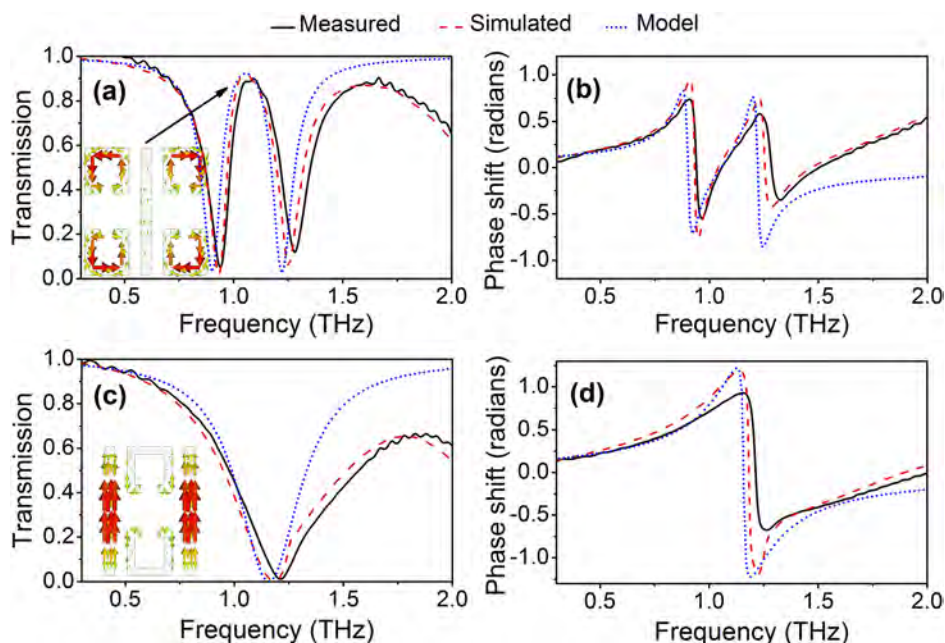 Measured Simulated Model
(a)
Transmission
1.0
0.8
0.6
0.4
0.2
0.0
0.5 1.0 1.5 2.0
Frequency (THz)
(b)
Phase shift (radians)
1.0
0.5
0.0
-0.5
-1.0
0.5 1.0 1.5 2.0
Frequency (THz)
(c)
Transmission
1.0
0.8
0.6
0.4
0.2
0.0
0.5 1.0 1.5 2.0
Frequency (THz)
(d)
Phase shift (radians)
1.0
0.5
0.0
-0.5
-1.0
0.5 1.0 1.5 2.0
Frequency (THz)